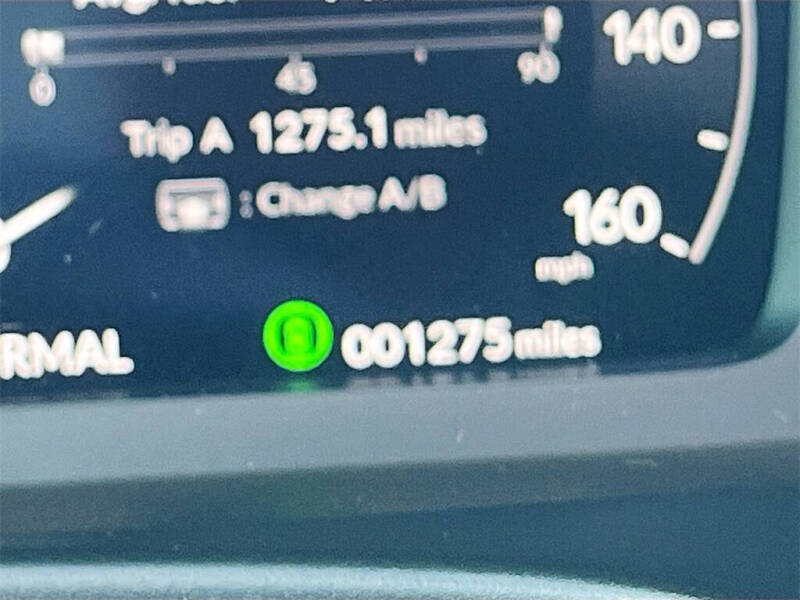 140
0 45 90
Trip A 1275.1 miles
: Change A/B
160
mph
RMAL 001275 miles